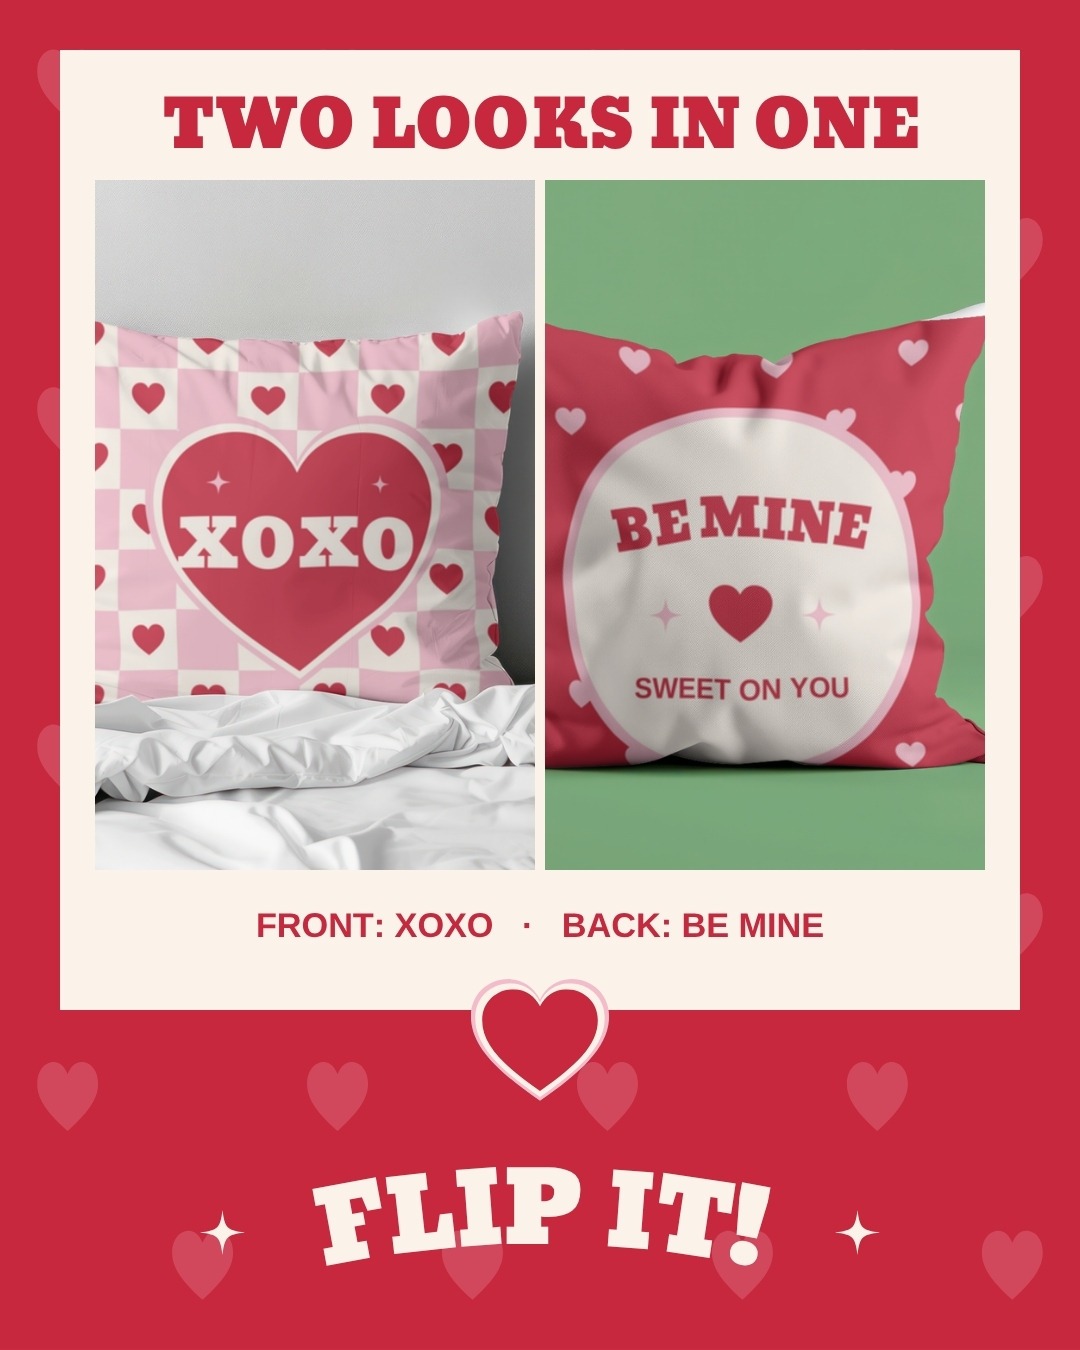 TWO LOOKS IN ONE
XOXO
BE MINE
SWEET ON YOU
FRONT: XOXO · BACK: BE MINE
FLIP IT!